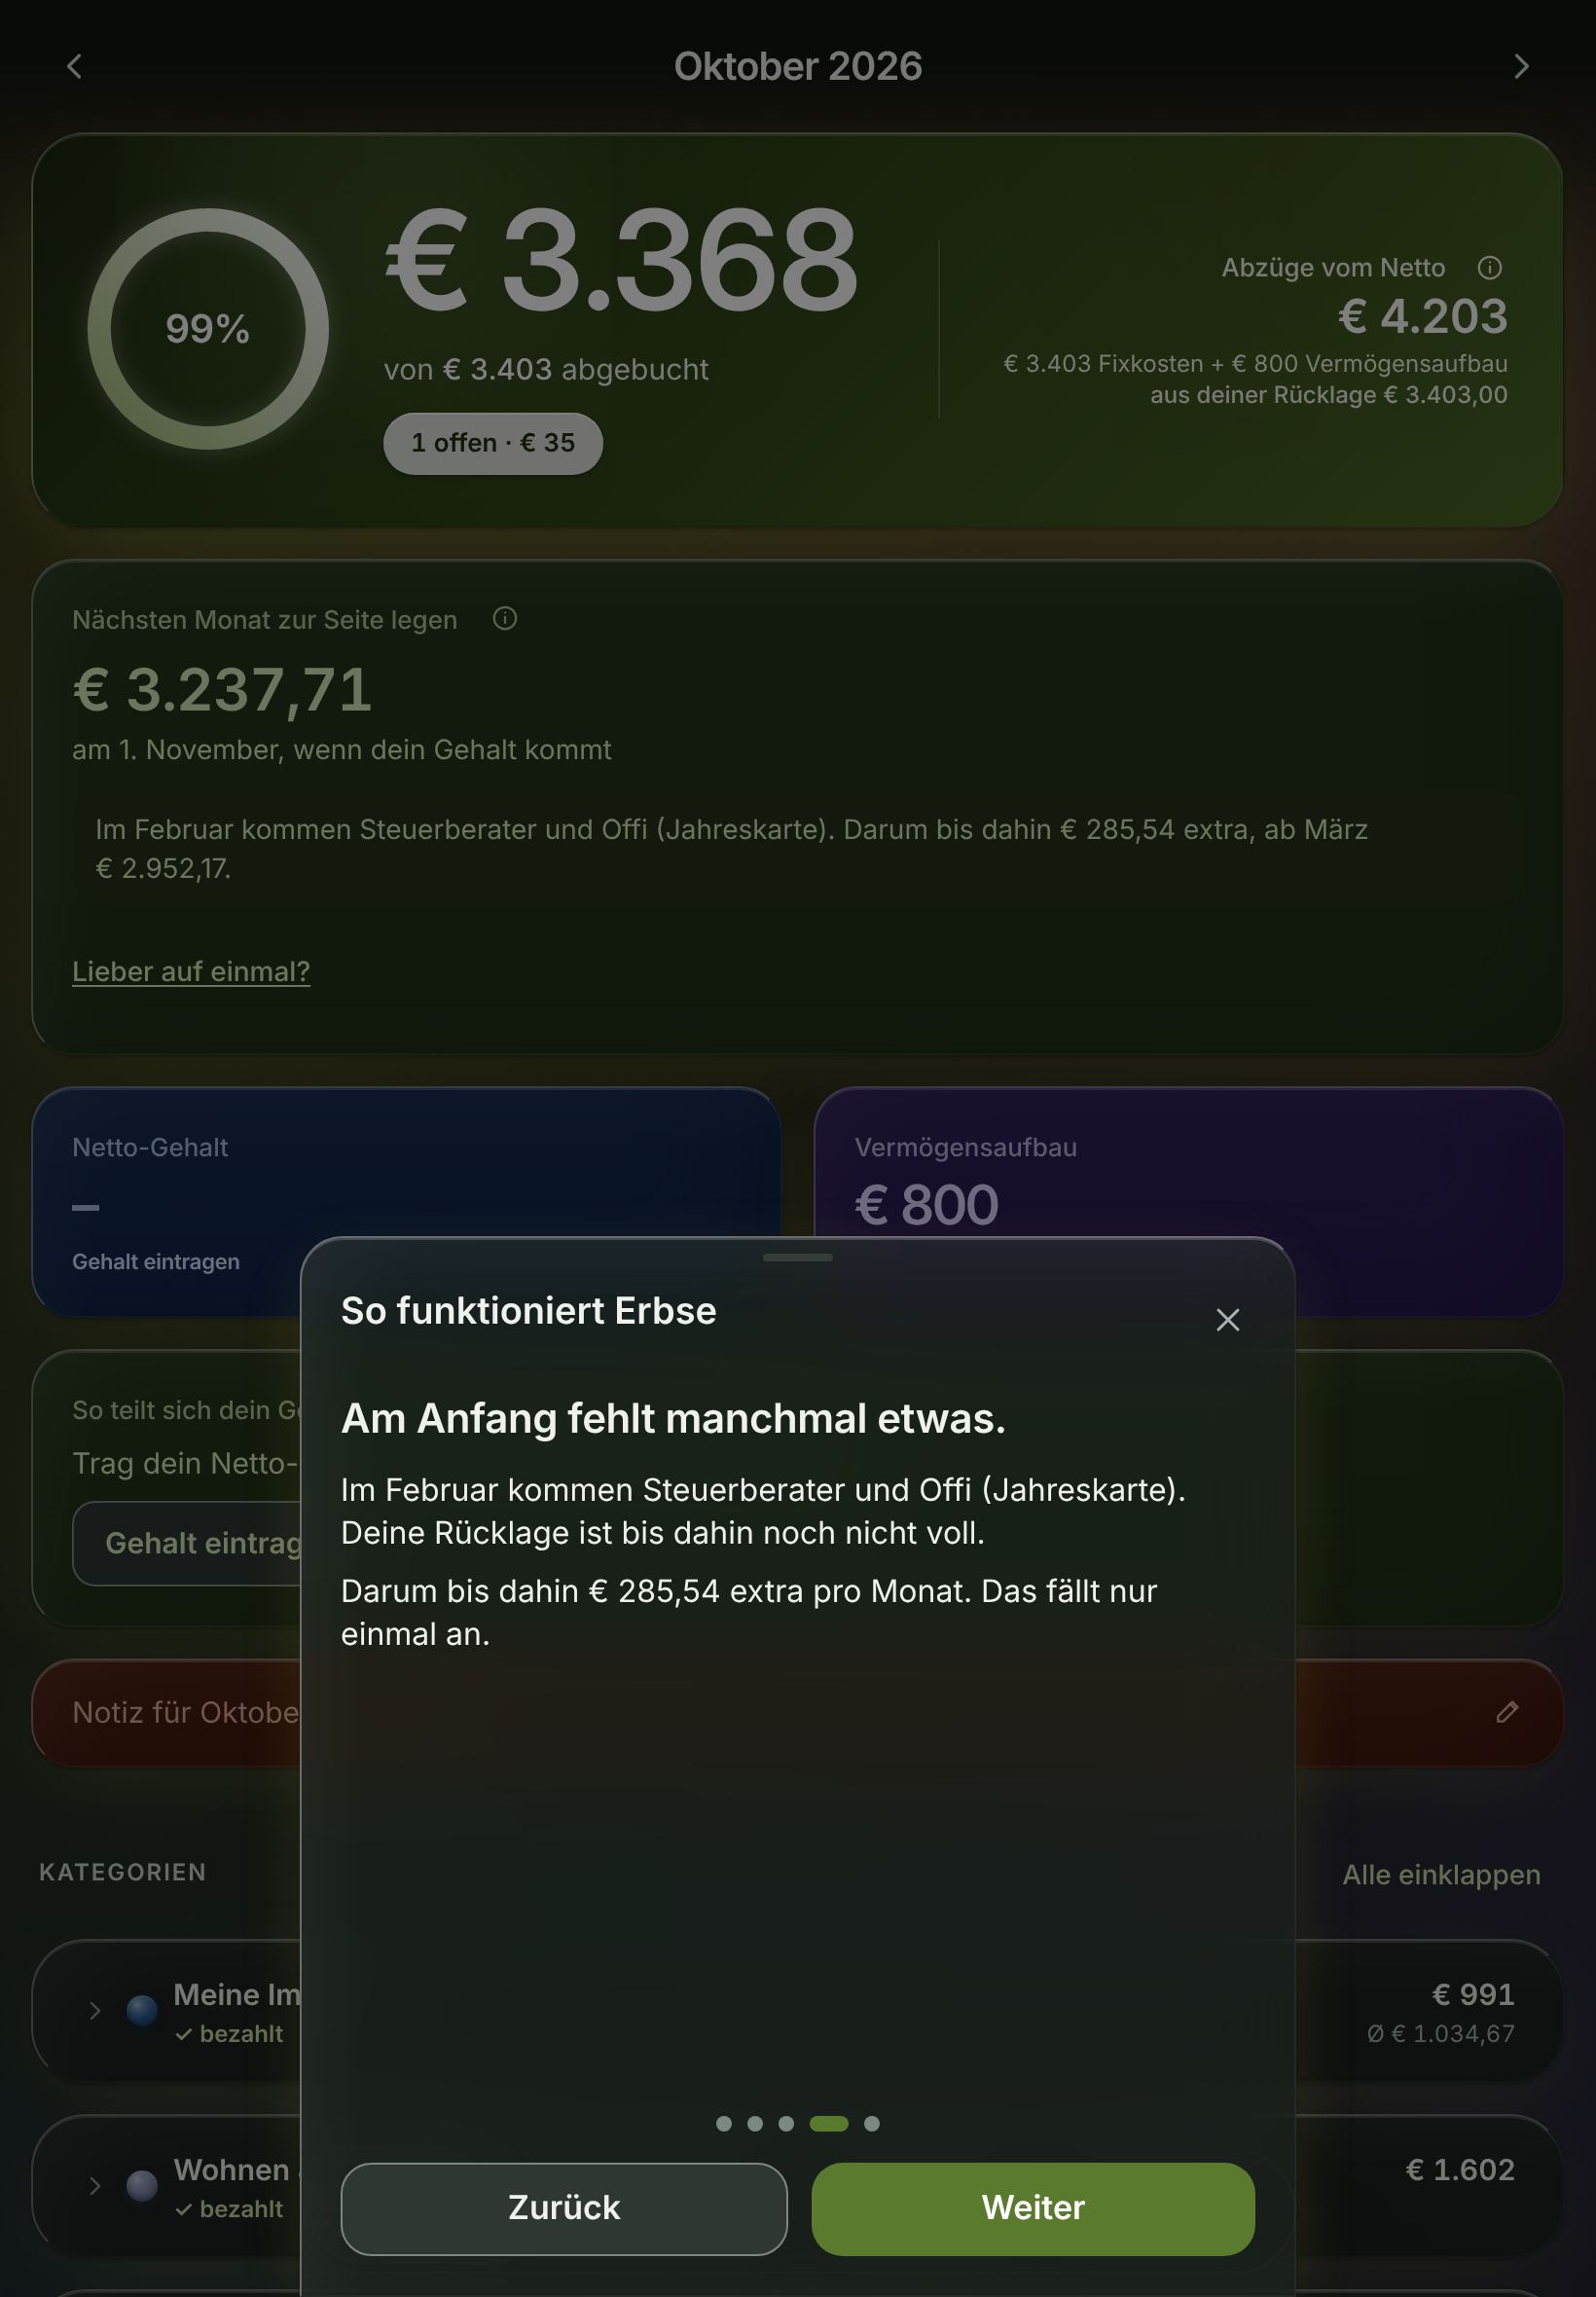 Oktober 2026
99%
€ 3.368
von € 3.403 abgebucht
1 offen · € 35
Abzüge vom Netto
€ 4.203
€ 3.403 Fixkosten + € 800 Vermögensaufbau
aus deiner Rücklage € 3.403,00
Nächsten Monat zur Seite legen
€ 3.237,71
am 1. November, wenn dein Gehalt kommt
Im Februar kommen Steuerberater und Offi (Jahreskarte). Darum bis dahin € 285,54 extra, ab März
€ 2.952,17.
Lieber auf einmal?
Netto-Gehalt
–
Gehalt eintragen
Vermögensaufbau
€ 800
So teilt sich dein
Trag dein Netto-
Gehalt eintrag
Notiz für Oktobe
So funktioniert Erbse
Am Anfang fehlt manchmal etwas.
Im Februar kommen Steuerberater und Offi (Jahreskarte).
Deine Rücklage ist bis dahin noch nicht voll.
Darum bis dahin € 285,54 extra pro Monat. Das fällt nur
einmal an.
Zurück
Weiter
KATEGORIEN
Alle einklappen
Meine Im
✓ bezahlt
€ 991
Ø € 1.034,67
Wohnen
✓ bezahlt
€ 1.602